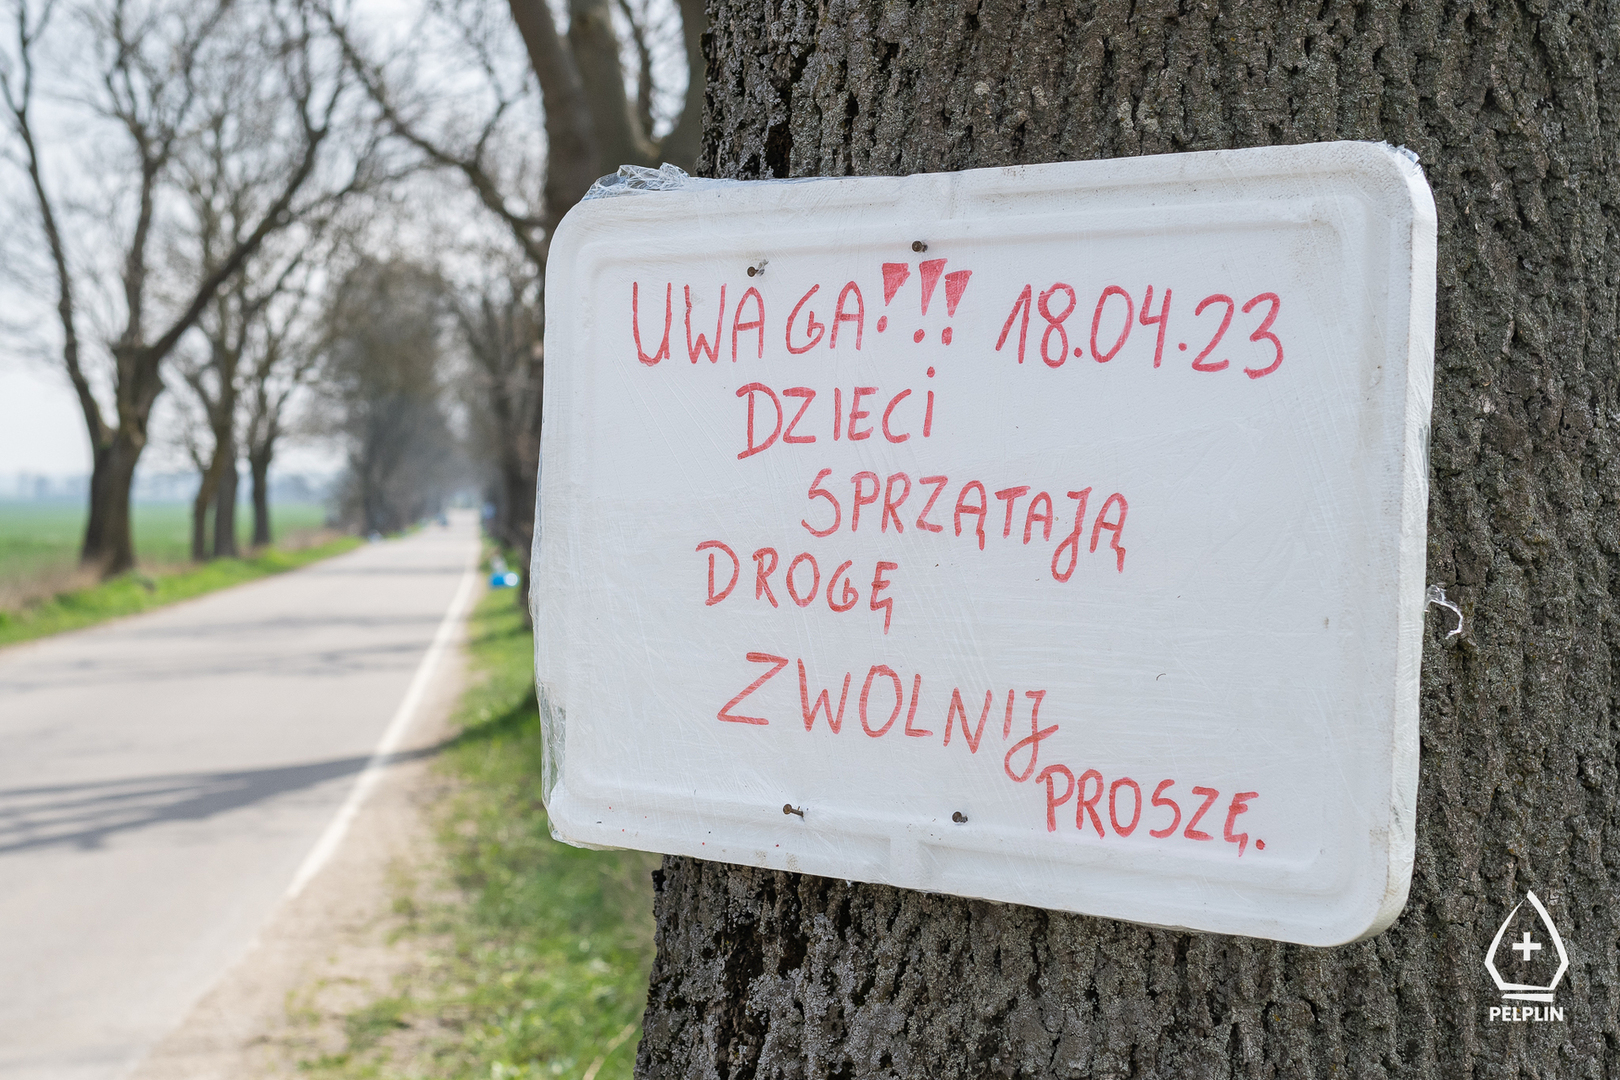 UWAGA!!! 18.04.23
DZIECI
SPRZĄTAJĄ
DROGĘ
ZWOLNIJ
PROSZĘ.
PELPLIN